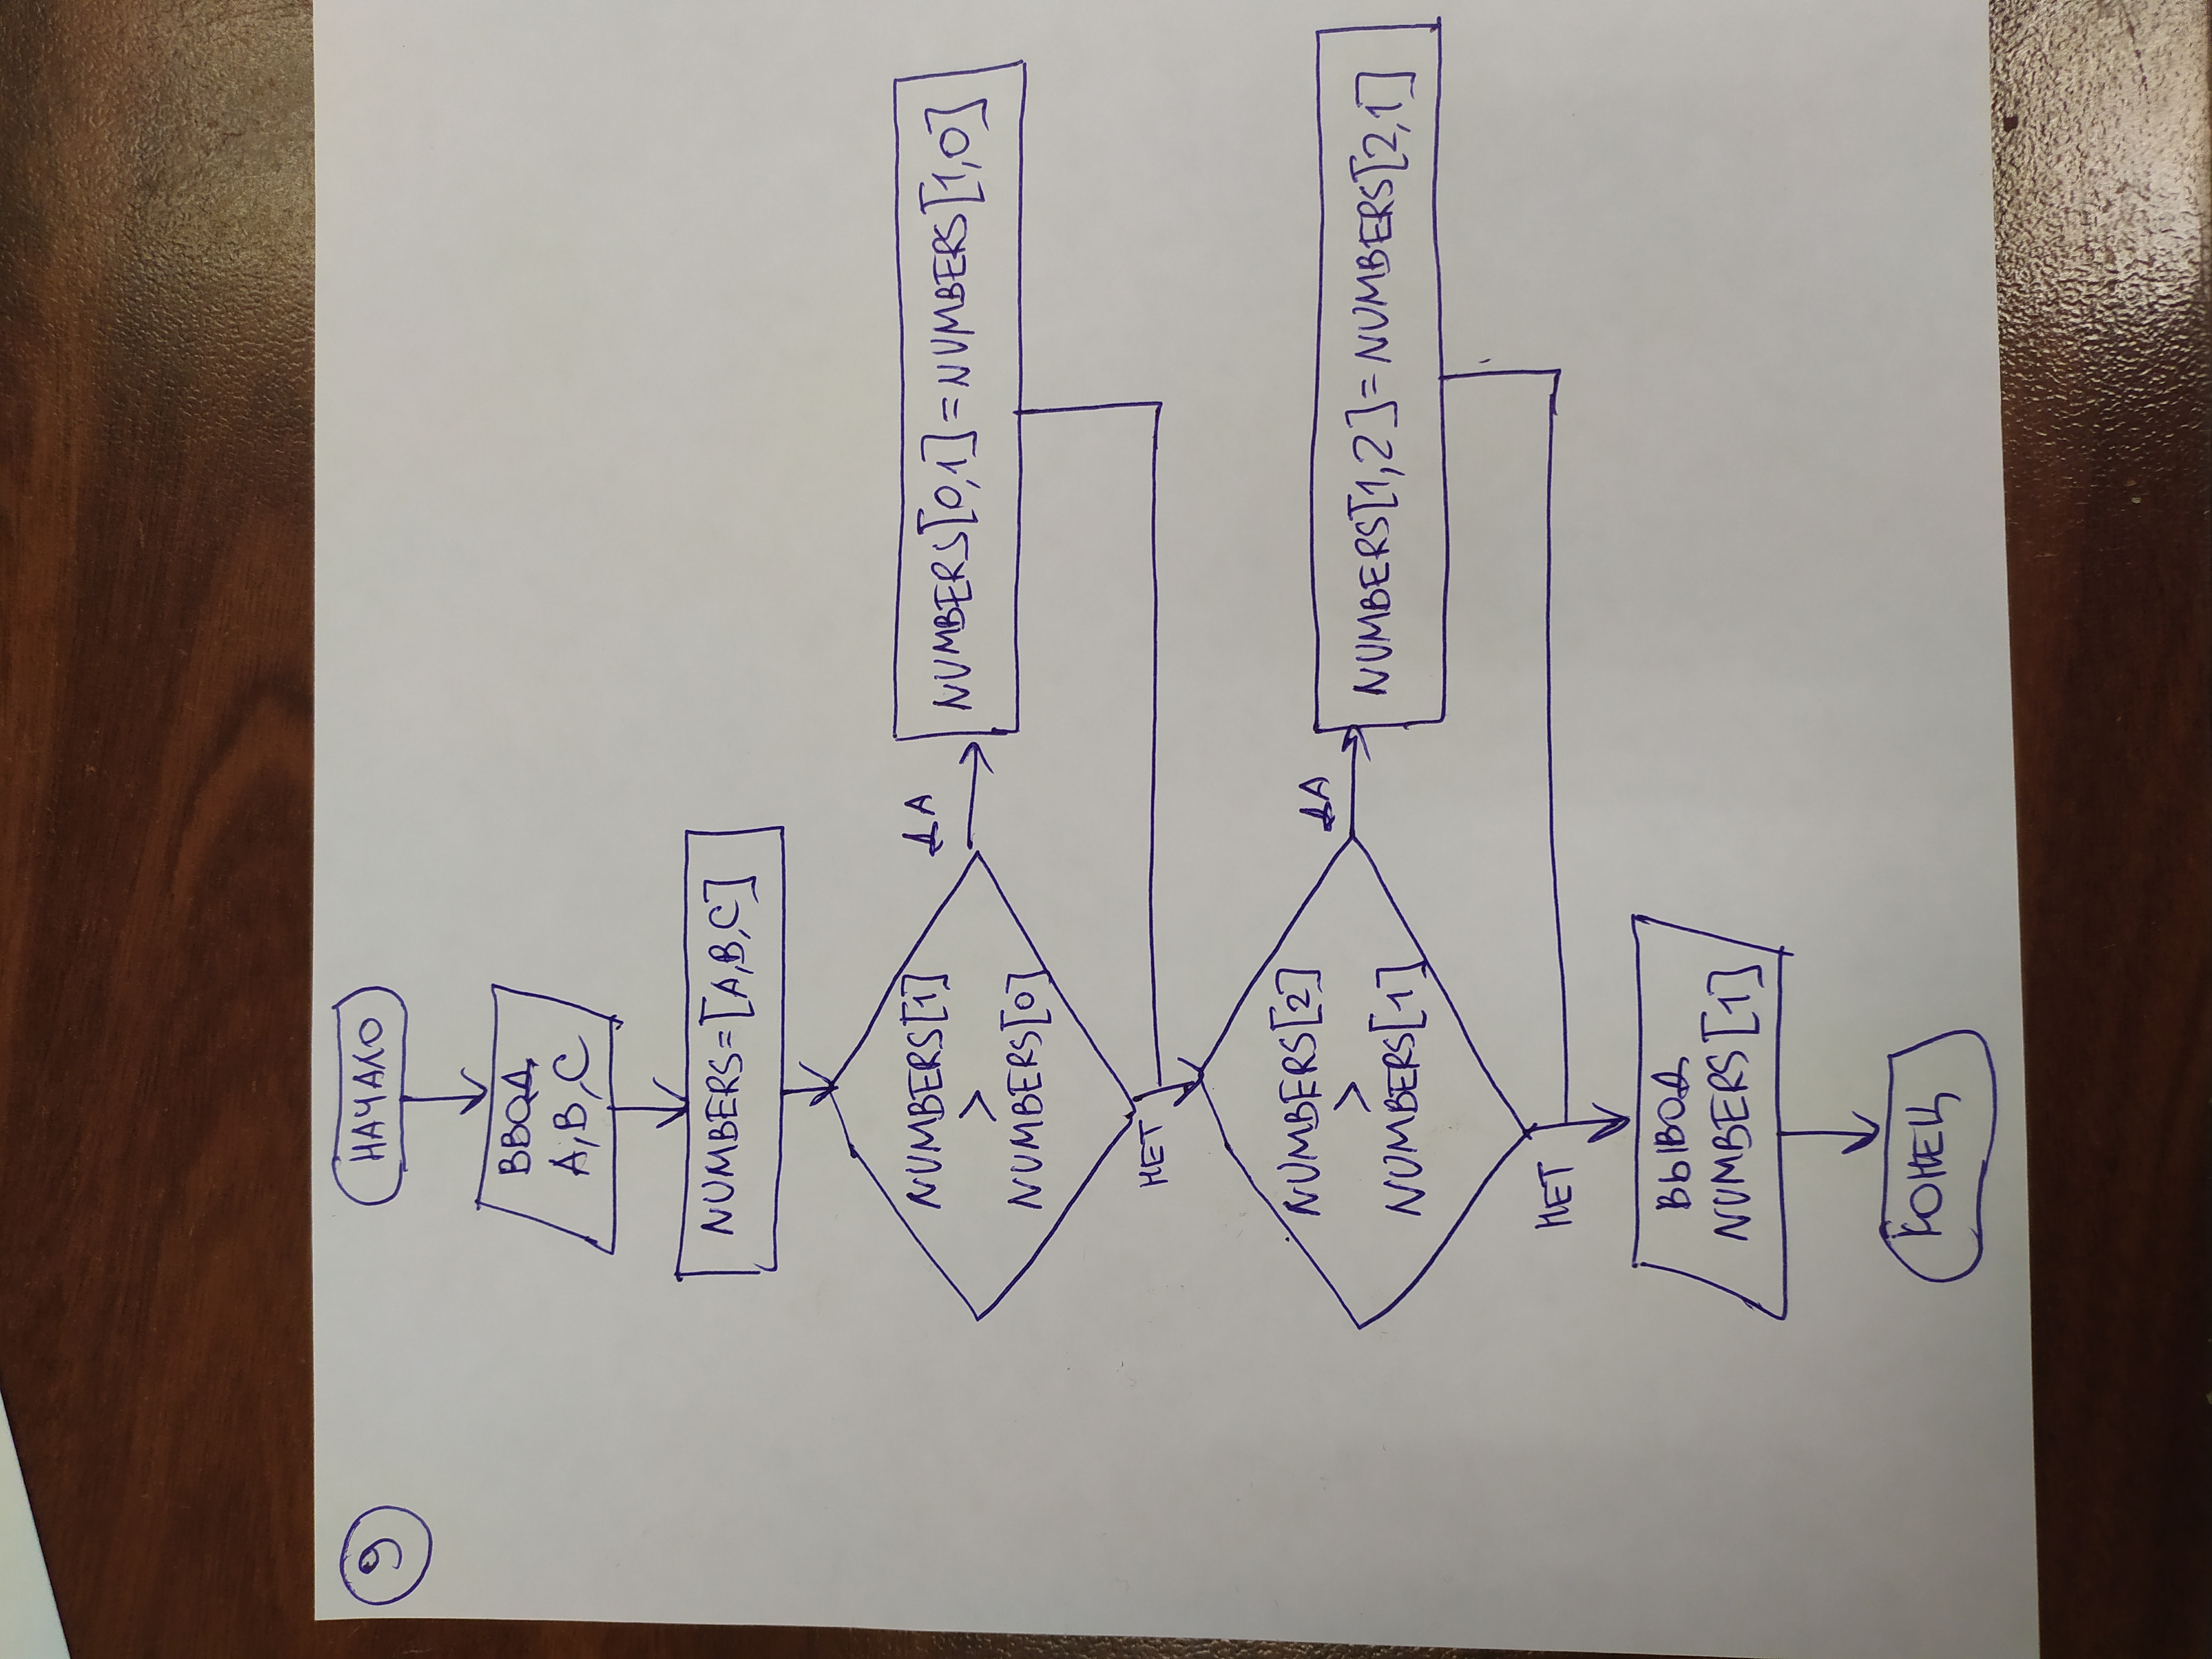 9
НАЧАЛО
ВВОД
A, B, C
NUMBERS=[A,B,C]
NUMBERS[1]
>
NUMBERS[0]
ДА
NUMBERS[0,1]=NUMBERS[1,0]
НЕТ
NUMBERS[2]
>
NUMBERS[1]
ДА
NUMBERS[1,2]=NUMBERS[2,1]
НЕТ
ВЫВОД
NUMBERS[1]
КОНЕЦ